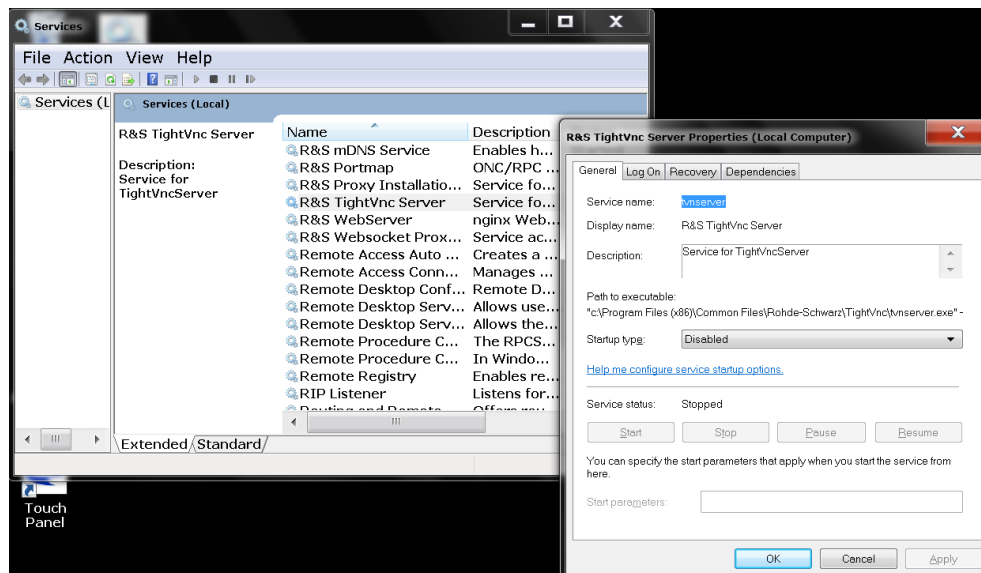 Services
File Action View Help
Services (L
Services (Local)
R&S TightVnc Server
Description:
Service for
TightVncServer
Name Description
R&S mDNS Service Enables h...
R&S Portmap ONC/RPC ...
R&S Proxy Installatio... Service fo...
R&S TightVnc Server Service fo...
R&S WebServer nginx Web...
R&S Websocket Prox... Service ac...
Remote Access Auto ... Creates a ...
Remote Access Conn... Manages ...
Remote Desktop Conf... Remote D...
Remote Desktop Serv... Allows use...
Remote Desktop Serv... Allows the...
Remote Procedure C... The RPCS...
Remote Procedure C... In Windo...
Remote Registry Enables re...
RIP Listener Listens for...
Extended Standard
Touch
Panel
R&S TightVnc Server Properties (Local Computer)
General Log On Recovery Dependencies
Service name: tvnserver
Display name: R&S TightVnc Server
Description: Service for TightVncServer
Path to executable:
"c:\Program Files (x86)\Common Files\Rohde-Schwarz\TightVnc\tvnserver.exe" -
Startup type: Disabled
Help me configure service startup options.
Service status: Stopped
Start Stop Pause Resume
You can specify the start parameters that apply when you start the service from
here.
Start parameters:
OK Cancel Apply